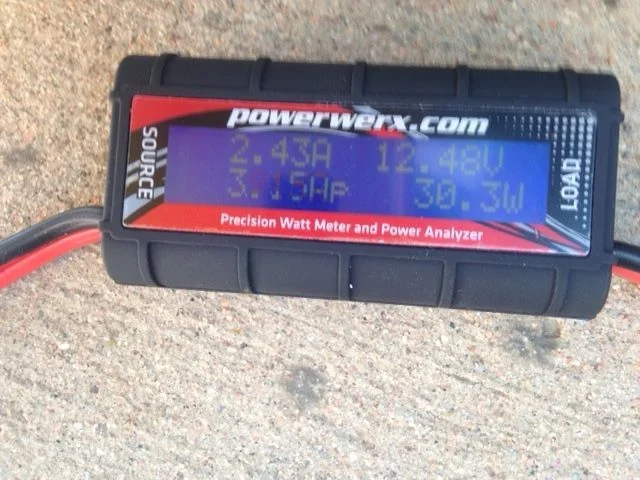 powerwerx.com
SOURCE
2.43A 12.48V
3.15Ap 30.3W
LOAD
Precision Watt Meter and Power Analyzer